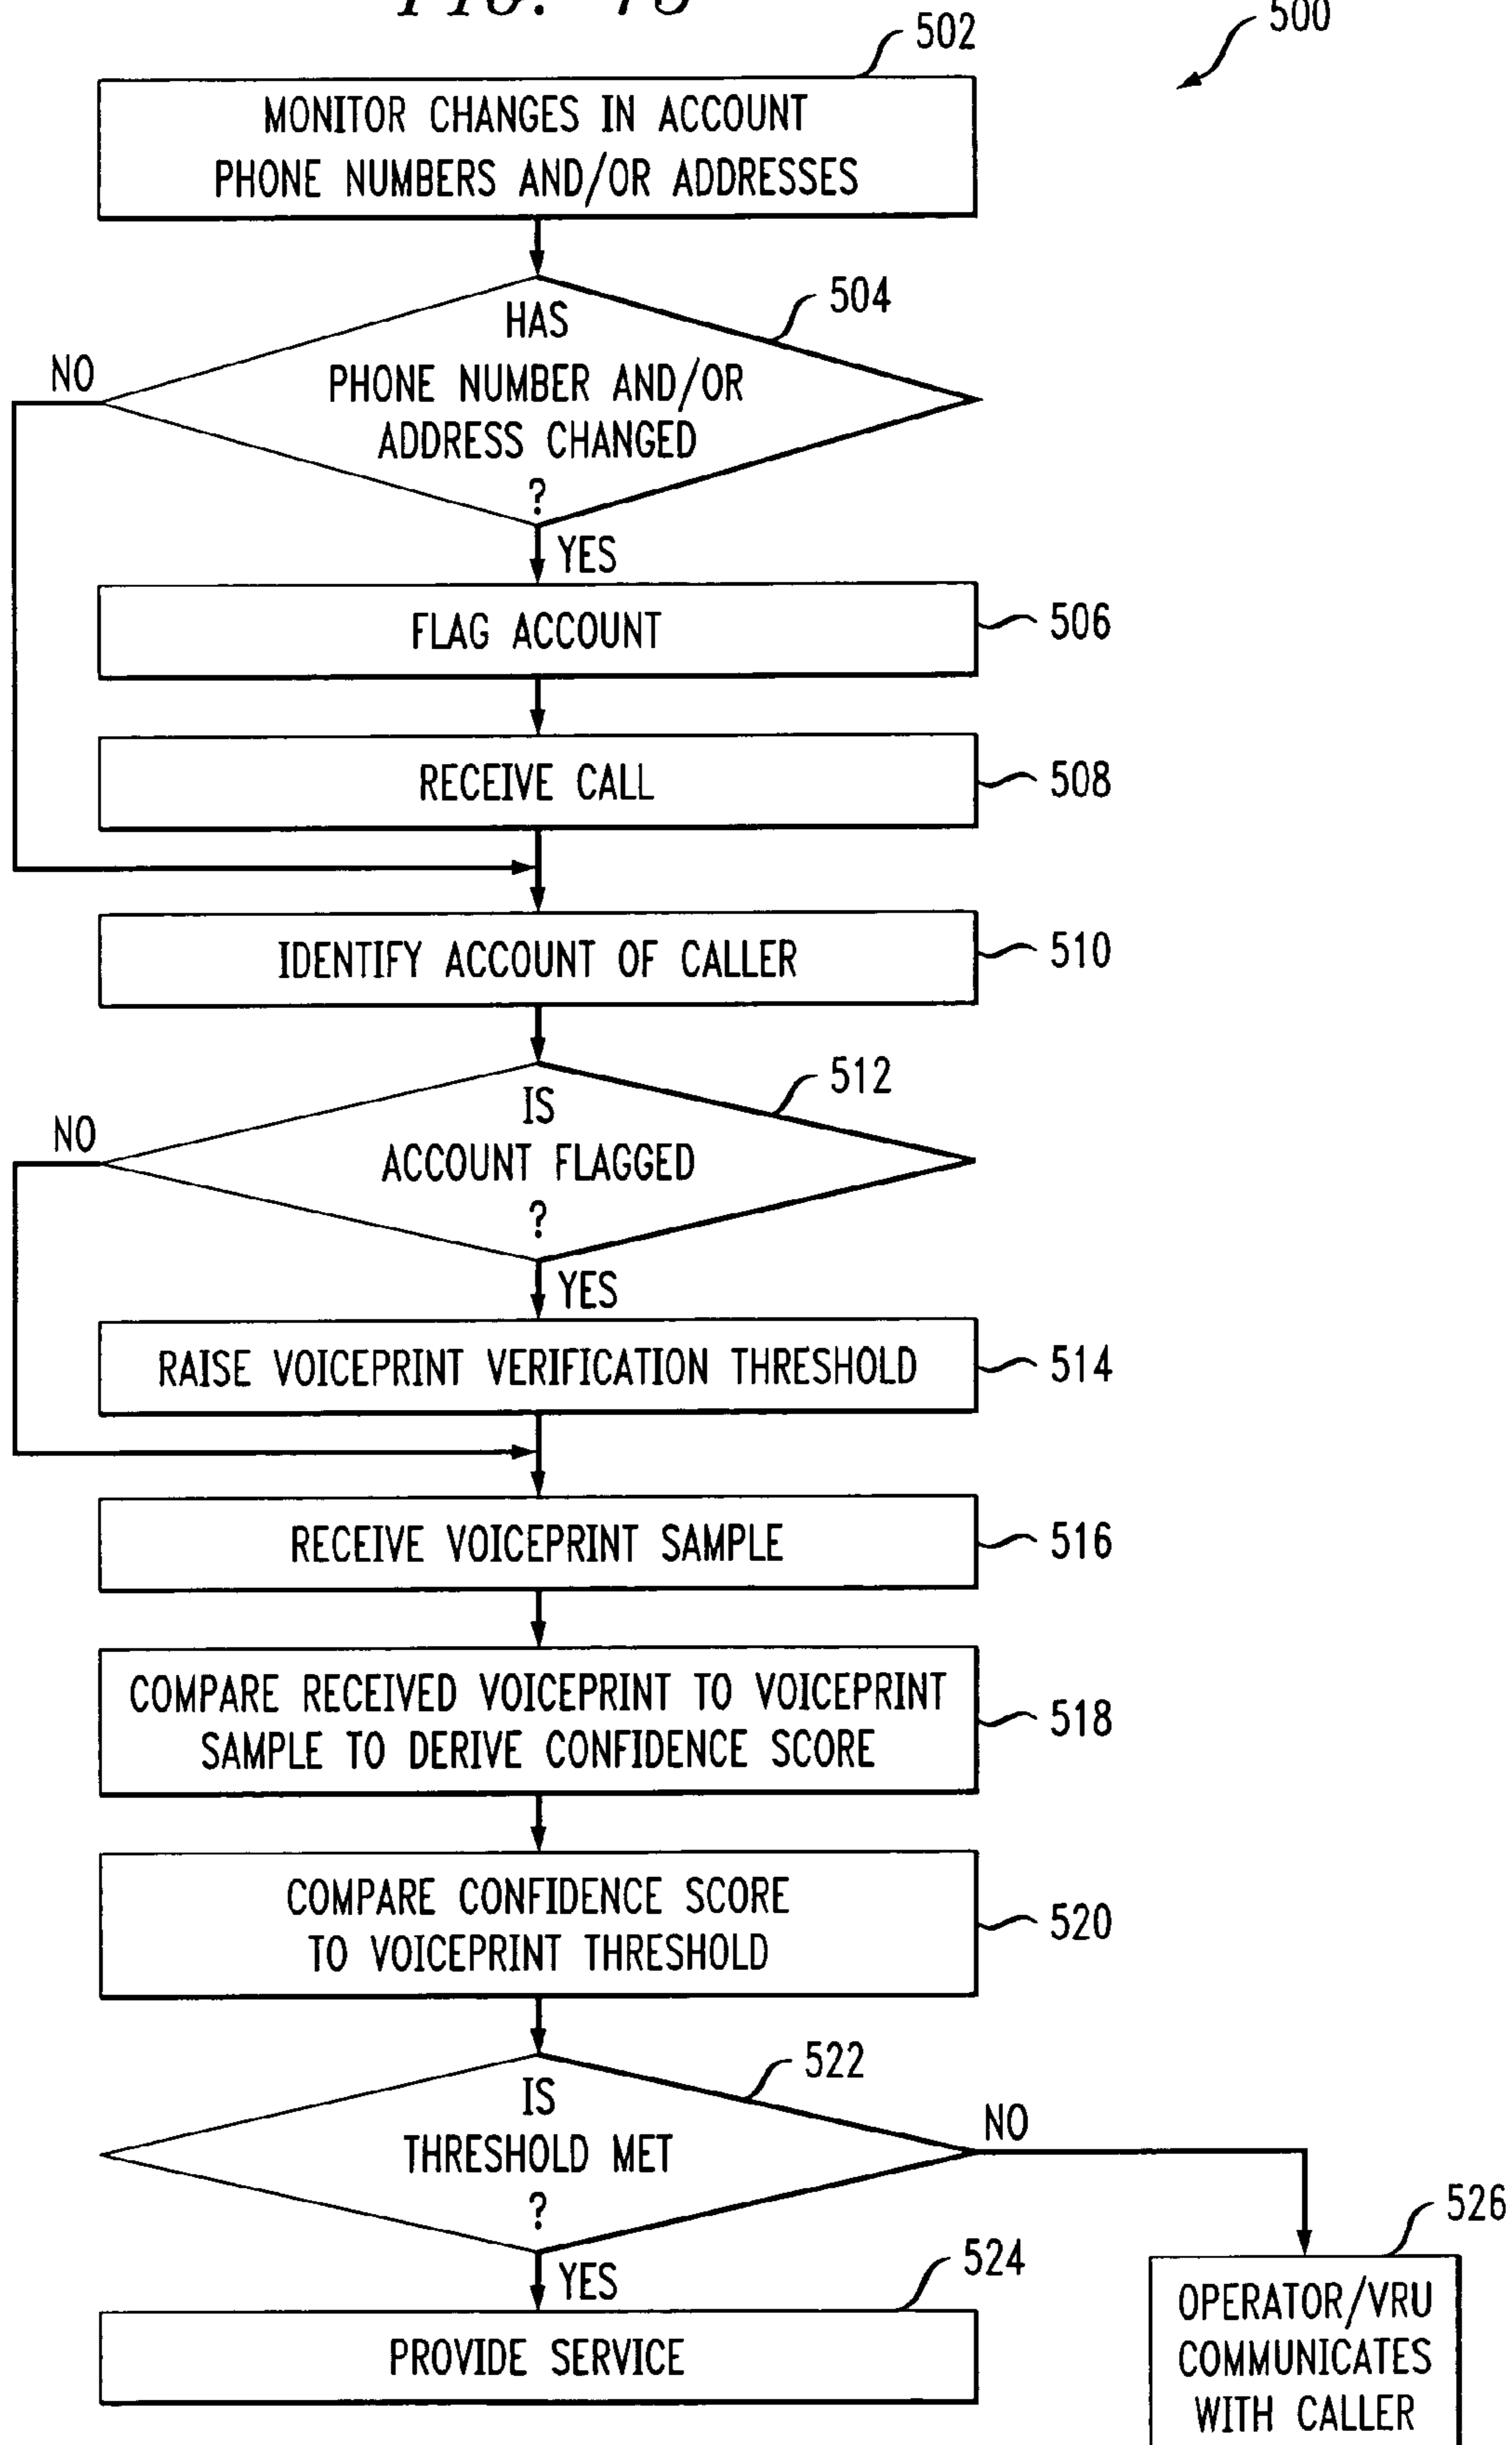 500
502
MONITOR CHANGES IN ACCOUNT
PHONE NUMBERS AND/OR ADDRESSES
504
HAS
PHONE NUMBER AND/OR
ADDRESS CHANGED
?
NO
YES
FLAG ACCOUNT
506
RECEIVE CALL
508
IDENTIFY ACCOUNT OF CALLER
510
512
IS
ACCOUNT FLAGGED
?
NO
YES
RAISE VOICEPRINT VERIFICATION THRESHOLD
514
RECEIVE VOICEPRINT SAMPLE
516
COMPARE RECEIVED VOICEPRINT TO VOICEPRINT
SAMPLE TO DERIVE CONFIDENCE SCORE
518
COMPARE CONFIDENCE SCORE
TO VOICEPRINT THRESHOLD
520
522
IS
THRESHOLD MET
?
NO
YES
524
PROVIDE SERVICE
526
OPERATOR/VRU
COMMUNICATES
WITH CALLER